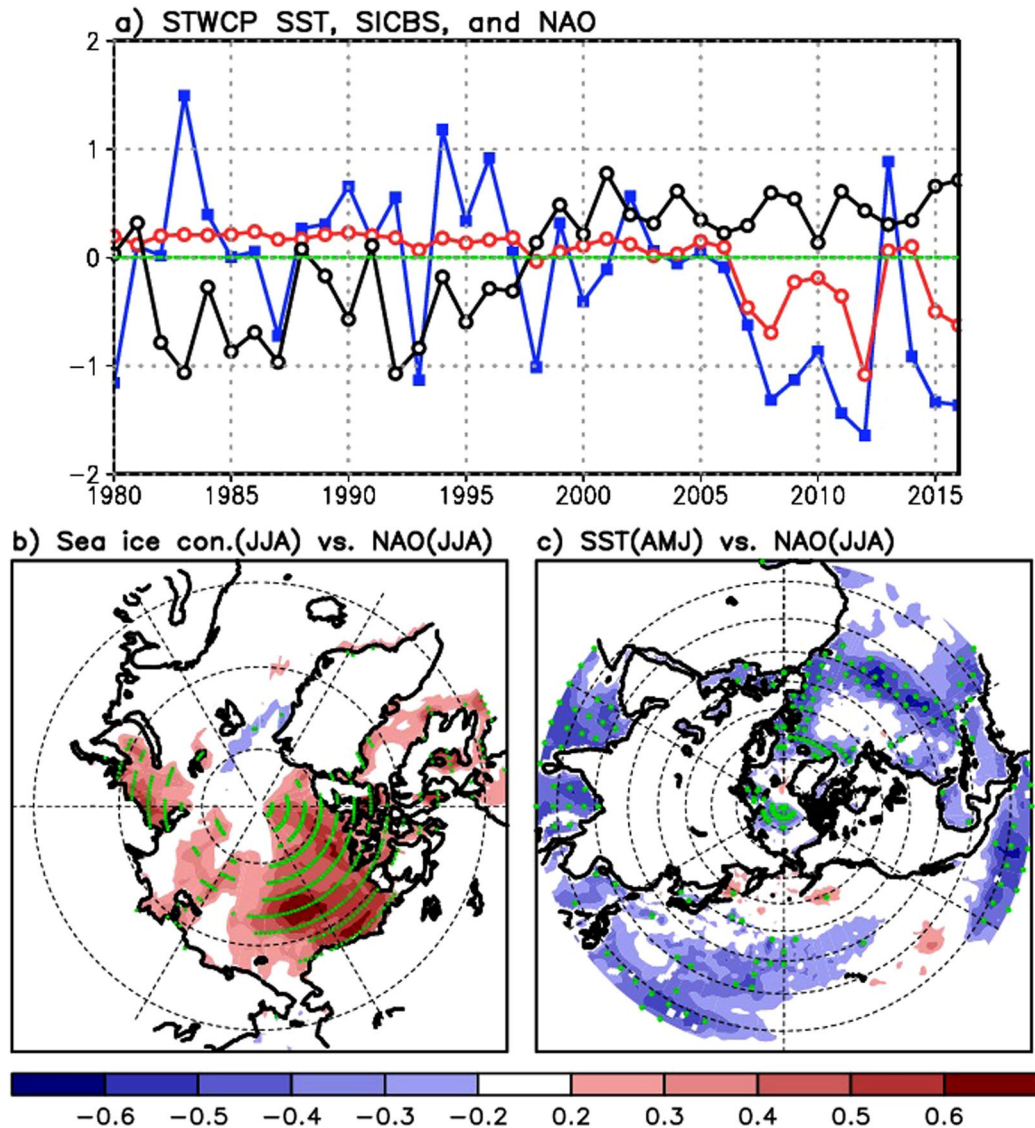 a) STWCP SST, SICBS, and NAO
2
1
0
−1
−2
1980 1985 1990 1995 2000 2005 2010 2015
b) Sea ice con.(JJA) vs. NAO(JJA)
c) SST(AMJ) vs. NAO(JJA)
−0.6 −0.5 −0.4 −0.3 −0.2 0.2 0.3 0.4 0.5 0.6